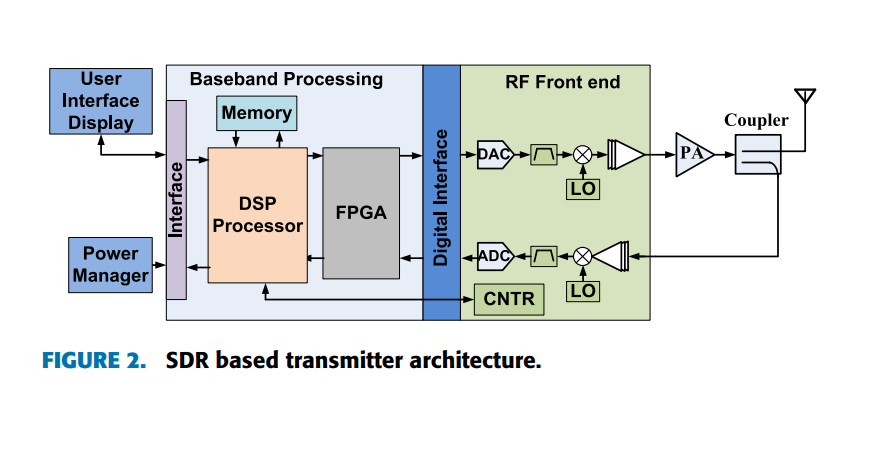 User
Interface
Display
Baseband Processing
RF Front end
Memory
Coupler
Interface
DSP
Processor
FPGA
Digital Interface
DAC
LO
PA
Power
Manager
ADC
LO
CNTR
FIGURE 2. SDR based transmitter architecture.